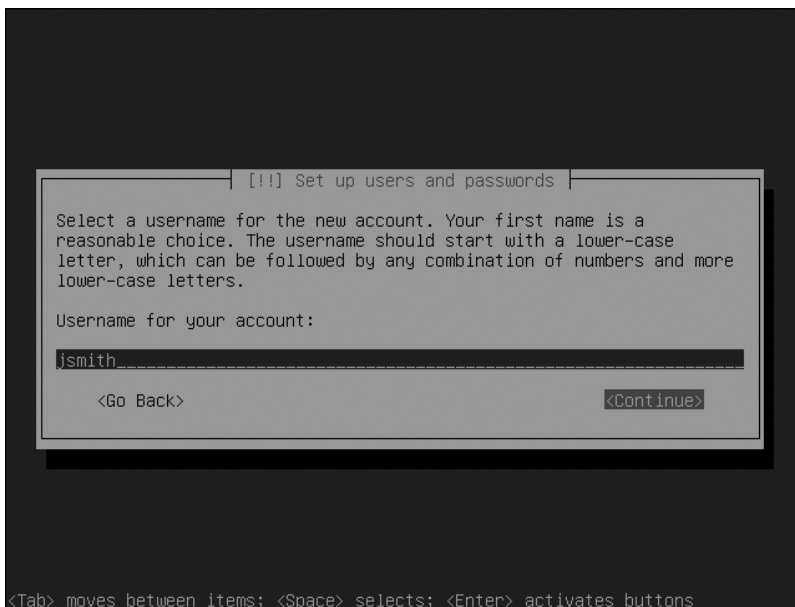 [!!] Set up users and passwords
Select a username for the new account. Your first name is a
reasonable choice. The username should start with a lower-case
letter, which can be followed by any combination of numbers and more
lower-case letters.
Username for your account:
jsmith
<Go Back> <Continue>
<Tab> moves between items; <Space> selects; <Enter> activates buttons